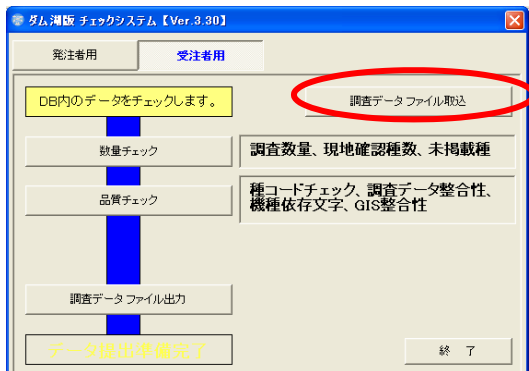 ダム湖版 チェックシステム【Ver.3.30】
発注者用
受注者用
DB内のデータをチェックします。
調査データファイル取込
数量チェック
調査数量、現地確認種数、未掲載種
品質チェック
種コードチェック、調査データ整合性、
機種依存文字、GIS整合性
調査データファイル出力
データ提出準備完了
終 了